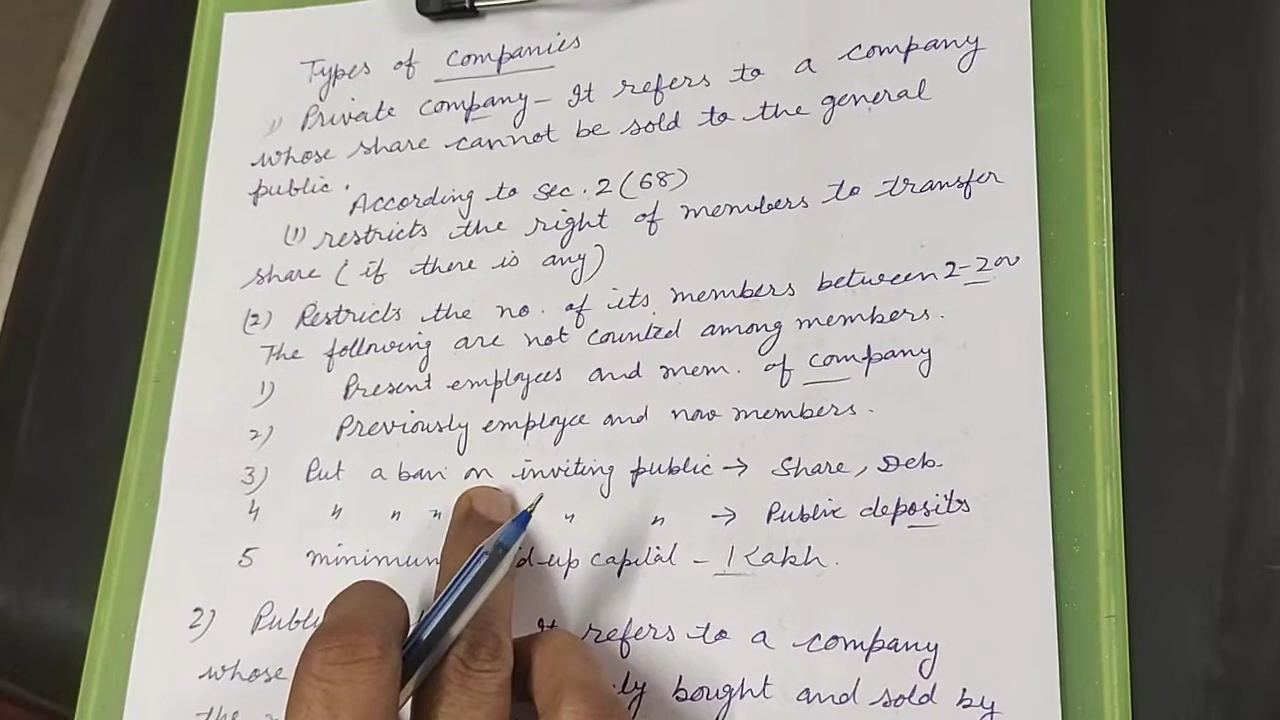 Types of Companies
1) Private company - It refers to a company
whose share cannot be sold to the general
public.
According to sec. 2 (68)
(1) restricts the right of members to transfer
share (if there is any)
(2) Restricts the no. of its members between 2-200
The following are not counted among members.
1) Present employees and mem. of company
2) Previously employee and now members.
3) Put a ban on inviting public → Share, Deb.
4 " " " " " → Public deposits
5 minimum d-up capital - 1 Lakh.
2) Publi It refers to a company
whose ly bought and sold by
the